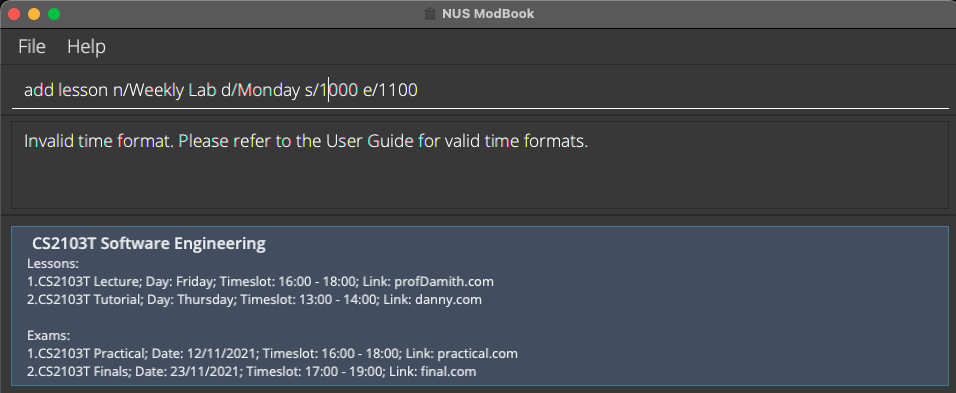 NUS ModBook
File Help
add lesson n/Weekly Lab d/Monday s/1000 e/1100
Invalid time format. Please refer to the User Guide for valid time formats.
CS2103T Software Engineering
Lessons:
1.CS2103T Lecture; Day: Friday; Timeslot: 16:00 - 18:00; Link: profDamith.com
2.CS2103T Tutorial; Day: Thursday; Timeslot: 13:00 - 14:00; Link: danny.com
Exams:
1.CS2103T Practical; Date: 12/11/2021; Timeslot: 16:00 - 18:00; Link: practical.com
2.CS2103T Finals; Date: 23/11/2021; Timeslot: 17:00 - 19:00; Link: final.com